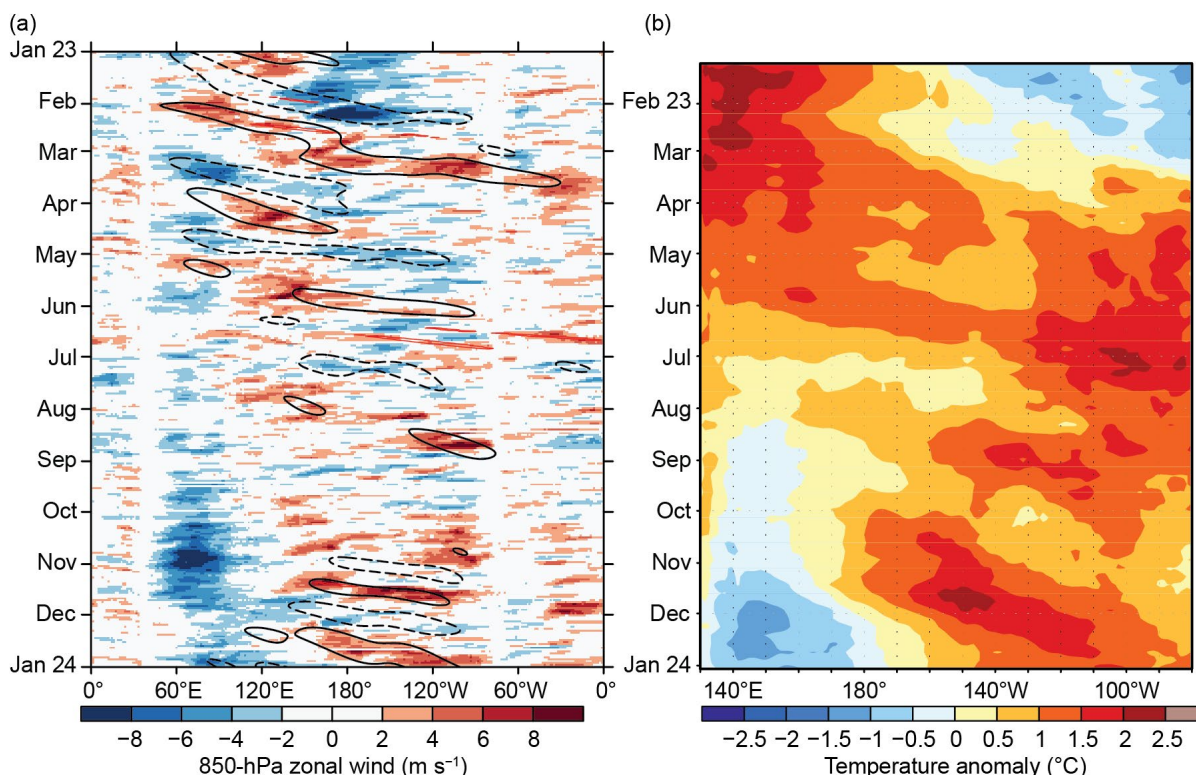 (a)
Jan 23
Feb
Mar
Apr
May
Jun
Jul
Aug
Sep
Oct
Nov
Dec
Jan 24
0° 60°E 120°E 180° 120°W 60°W 0°
−8 −6 −4 −2 0 2 4 6 8
850-hPa zonal wind (m s⁻¹)
(b)
Feb 23
Mar
Apr
May
Jun
Jul
Aug
Sep
Oct
Nov
Dec
Jan 24
140°E 180° 140°W 100°W
−2.5 −2 −1.5 −1 −0.5 0 0.5 1 1.5 2 2.5
Temperature anomaly (°C)